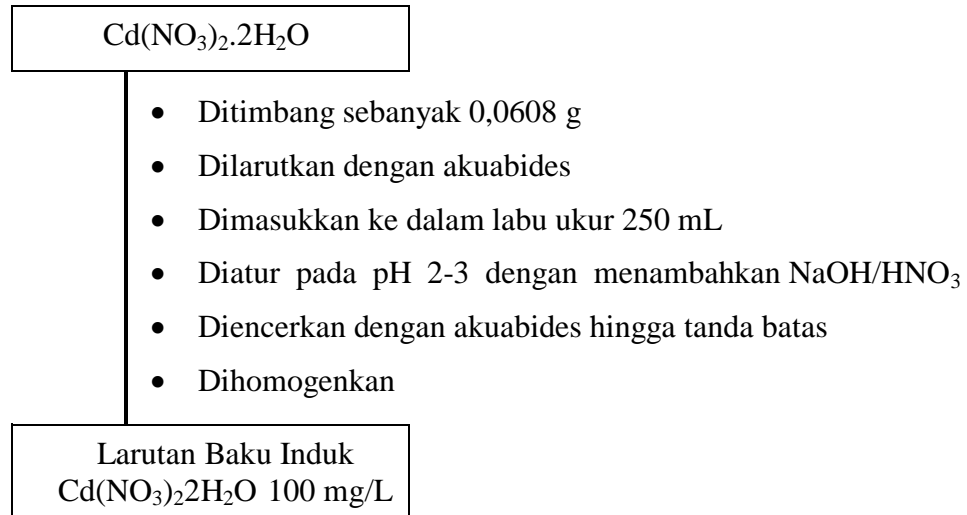 Cd(NO₃)₂.2H₂O
• Ditimbang sebanyak 0,0608 g
• Dilarutkan dengan akuabides
• Dimasukkan ke dalam labu ukur 250 mL
• Diatur pada pH 2-3 dengan menambahkan NaOH/HNO₃
• Diencerkan dengan akuabides hingga tanda batas
• Dihomogenkan
Larutan Baku Induk
Cd(NO₃)₂2H₂O 100 mg/L